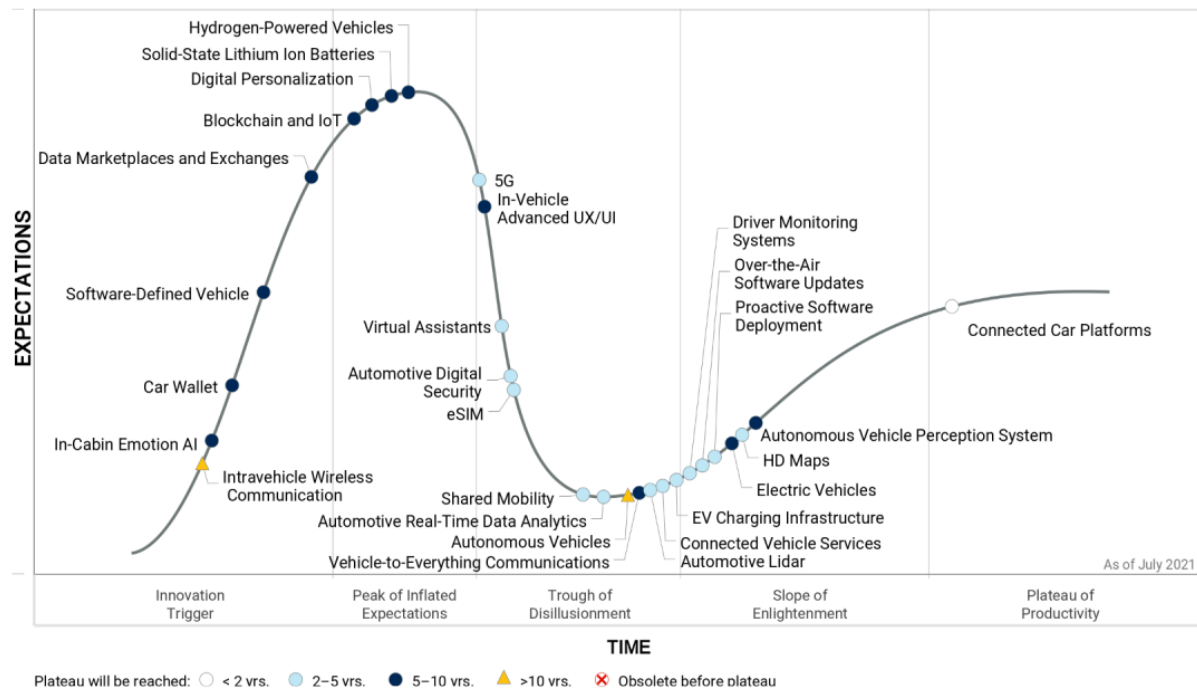 Hydrogen-Powered Vehicles
Solid-State Lithium Ion Batteries
Digital Personalization
Blockchain and IoT
Data Marketplaces and Exchanges
5G
In-Vehicle
Advanced UX/UI
Driver Monitoring
Systems
Over-the-Air
Software Updates
Software-Defined Vehicle
Proactive Software
Deployment
Virtual Assistants
Connected Car Platforms
Automotive Digital
Security
Car Wallet
eSIM
In-Cabin Emotion AI
Autonomous Vehicle Perception System
HD Maps
Intravehicle Wireless
Communication
Electric Vehicles
Shared Mobility
Automotive Real-Time Data Analytics
EV Charging Infrastructure
Autonomous Vehicles
Connected Vehicle Services
Vehicle-to-Everything Communications
Automotive Lidar
EXPECTATIONS
As of July 2021
Innovation
Trigger
Peak of Inflated
Expectations
Trough of
Disillusionment
Slope of
Enlightenment
Plateau of
Productivity
TIME
Plateau will be reached: < 2 yrs. 2–5 yrs. 5–10 yrs. >10 yrs. Obsolete before plateau